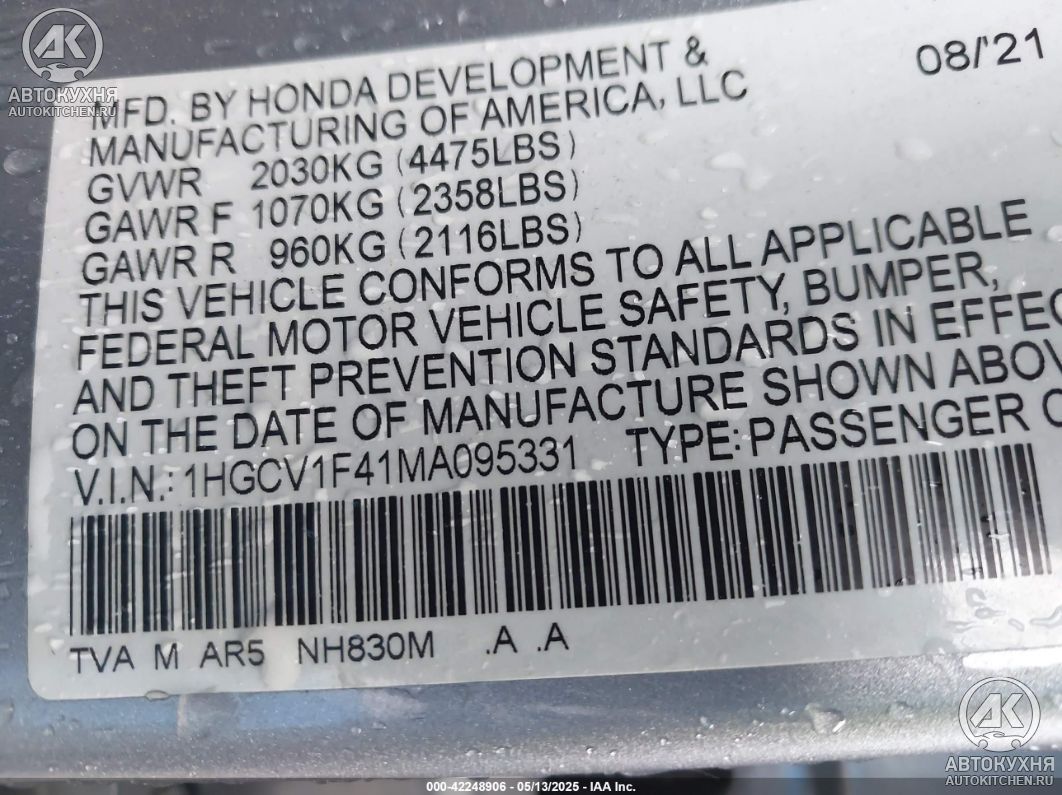 АК
АВТОКУХНЯ
AUTOKITCHEN.RU
08/'21
MFD. BY HONDA DEVELOPMENT &
MANUFACTURING OF AMERICA, LLC
GVWR 2030KG (4475LBS)
GAWR F 1070KG (2358LBS)
GAWR R 960KG (2116LBS)
THIS VEHICLE CONFORMS TO ALL APPLICABLE
FEDERAL MOTOR VEHICLE SAFETY, BUMPER,
AND THEFT PREVENTION STANDARDS IN EFFEC
ON THE DATE OF MANUFACTURE SHOWN ABOV
V.I.N.: 1HGCV1F41MA095331 TYPE: PASSENGER C
TVA M AR5 NH830M .A .A
АК
АВТОКУХНЯ
AUTOKITCHEN.RU
000-42248906 - 05/13/2025 - IAA Inc.